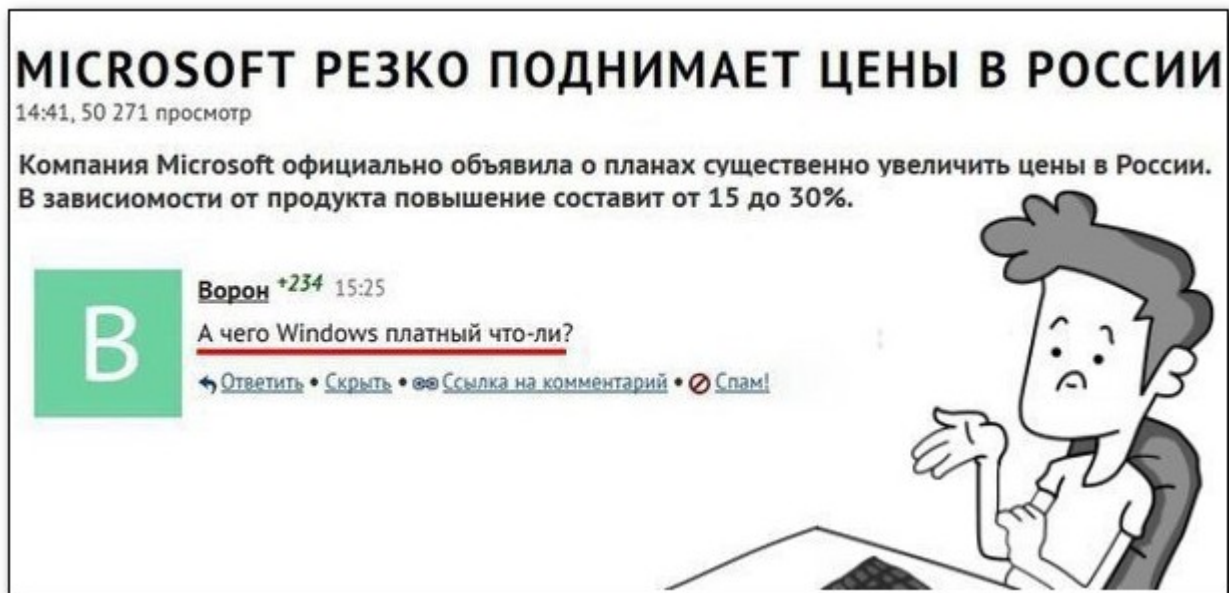 MICROSOFT РЕЗКО ПОДНИМАЕТ ЦЕНЫ В РОССИИ
14:41, 50 271 просмотр
Компания Microsoft официально объявила о планах существенно увеличить цены в России.
В зависиомости от продукта повышение составит от 15 до 30%.
В
Ворон +234 15:25
А чего Windows платный что-ли?
Ответить • Скрыть • Ссылка на комментарий • Спам!